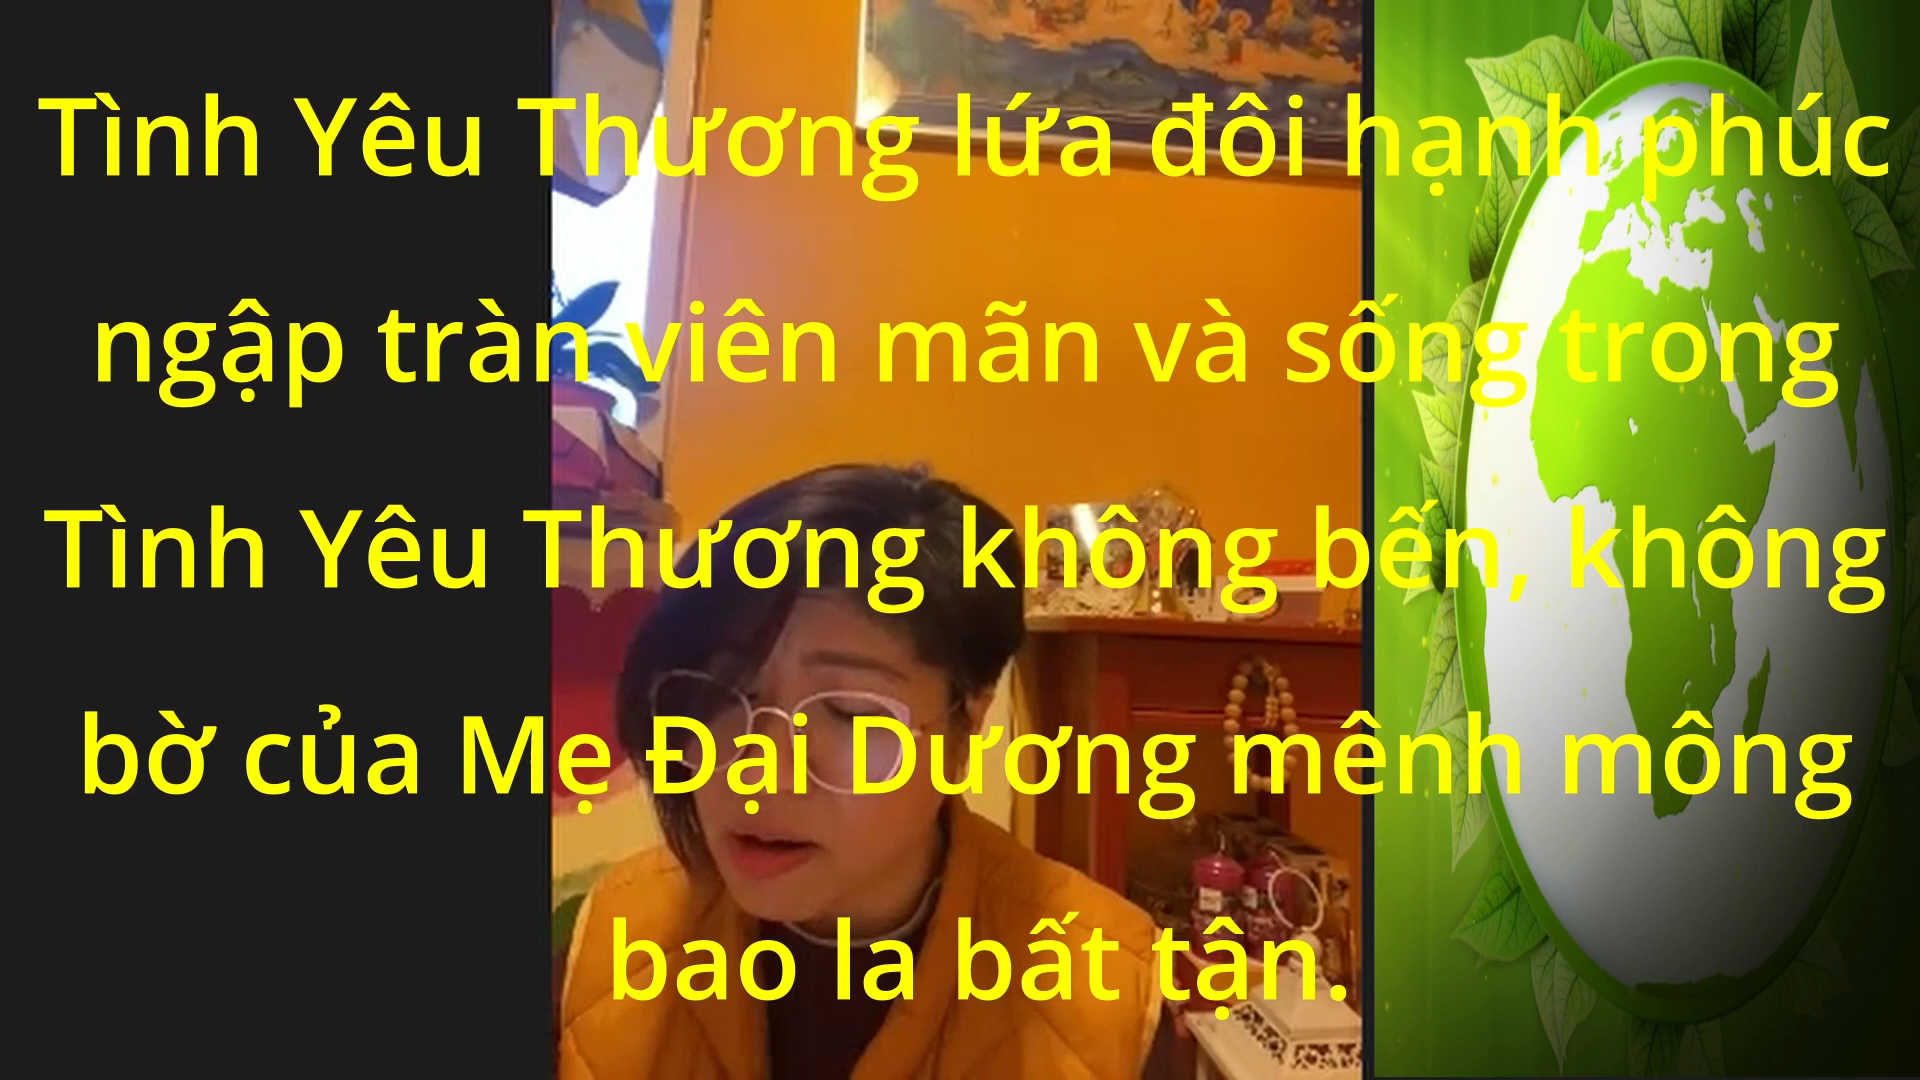 Tình Yêu Thương lứa đôi hạnh phúc
ngập tràn viên mãn và sống trong
Tình Yêu Thương không bến, không
bờ của Mẹ Đại Dương mênh mông
bao la bất tận.